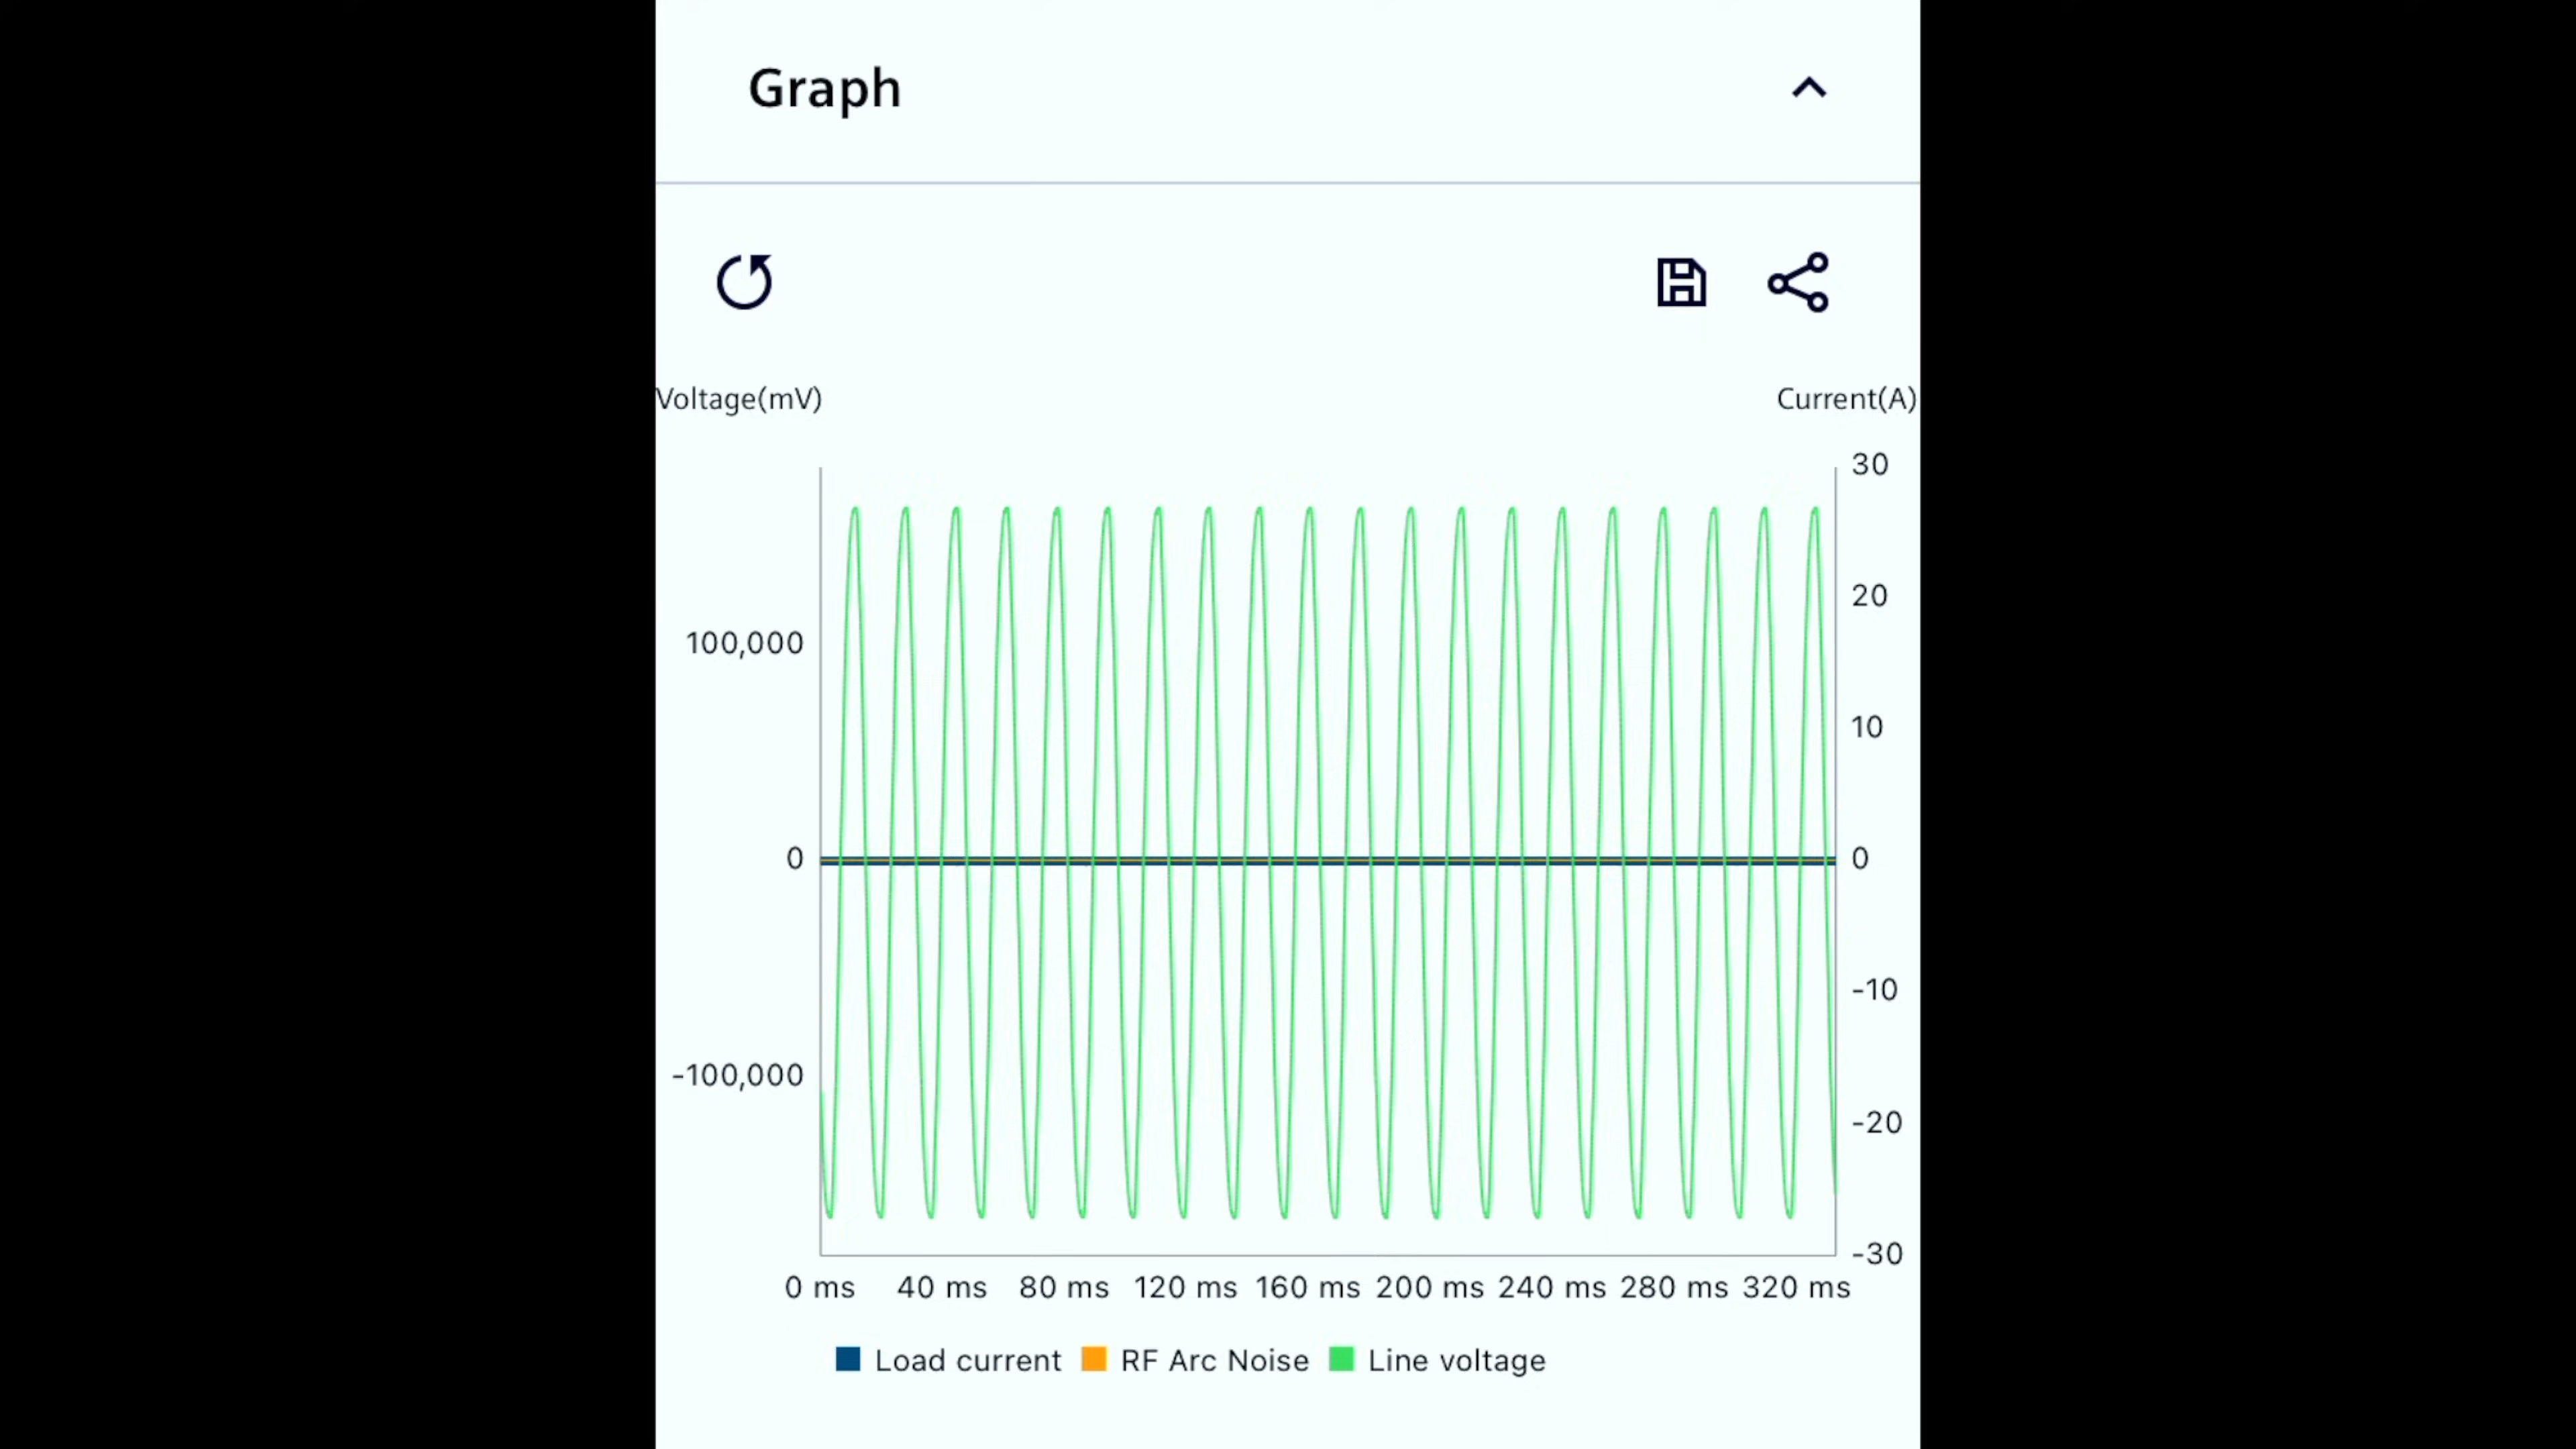 Graph
Voltage(mV) Current(A)
30
20
100,000
10
0 0
-10
-100,000
-20
-30
0 ms 40 ms 80 ms 120 ms 160 ms 200 ms 240 ms 280 ms 320 ms
Load current RF Arc Noise Line voltage